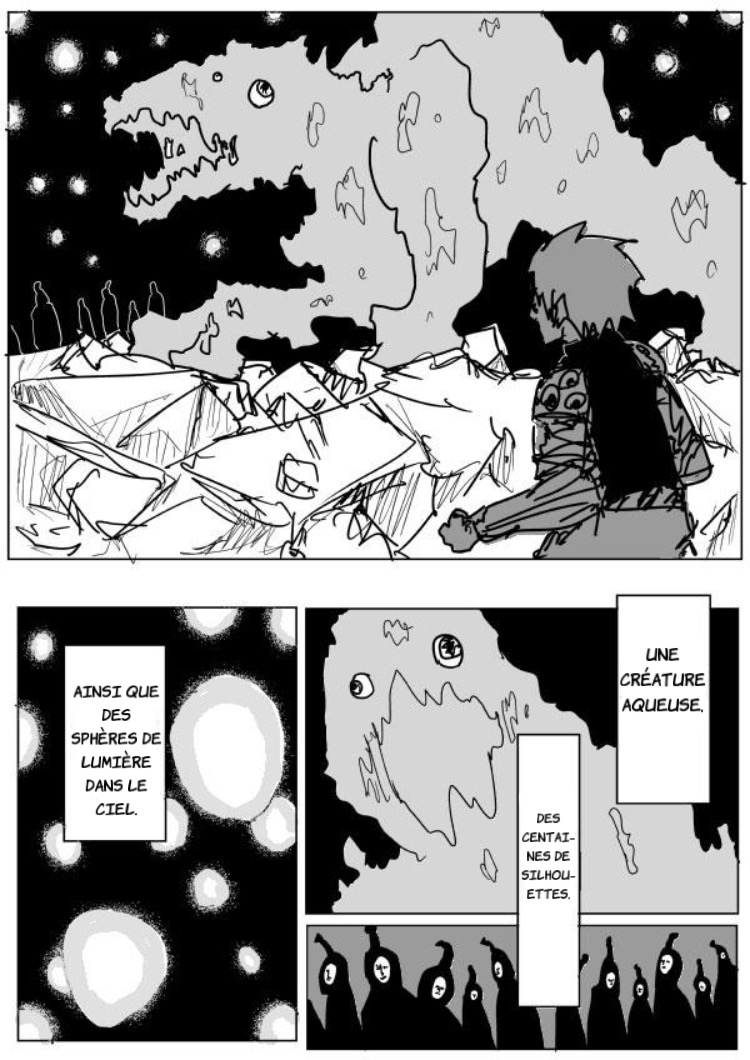 UNE
CRÉATURE
AQUEUSE.
DES
CENTAI-
NES DE
SILHOU-
ETTES.
AINSI QUE
DES
SPHÈRES DE
LUMIÈRE
DANS LE
CIEL.